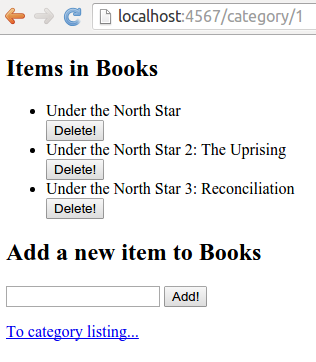 localhost:4567/category/1
Items in Books
Under the North Star
Delete!
Under the North Star 2: The Uprising
Delete!
Under the North Star 3: Reconciliation
Delete!
Add a new item to Books
Add!
To category listing...